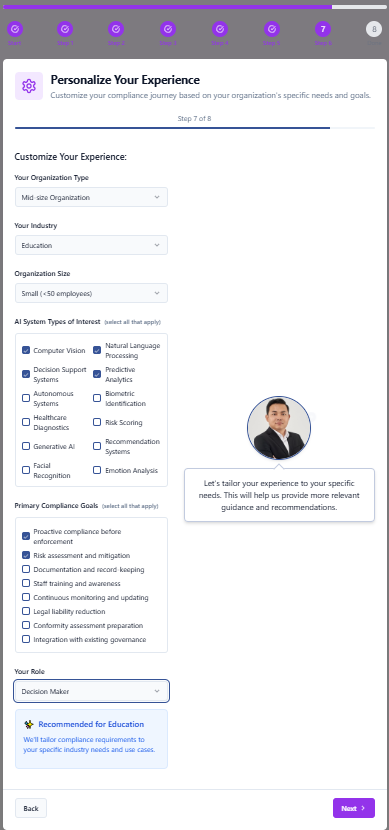 7
8
Start
Step 1
Step 2
Step 3
Step 4
Step 5
Step 6
Personalize Your Experience
Customize your compliance journey based on your organization's specific needs and goals.
Step 7 of 8
Customize Your Experience:
Your Organization Type
Mid-size Organization
Your Industry
Education
Organization Size
Small (<50 employees)
AI System Types of Interest (select all that apply)
Computer Vision
Natural Language
Processing
Decision Support
Systems
Predictive
Analytics
Autonomous
Systems
Biometric
Identification
Healthcare
Diagnostics
Risk Scoring
Generative AI
Recommendation
Systems
Facial
Recognition
Emotion Analysis
Let's tailor your experience to your specific
needs. This will help us provide more relevant
guidance and recommendations.
Primary Compliance Goals (select all that apply)
Proactive compliance before
enforcement
Risk assessment and mitigation
Documentation and record-keeping
Staff training and awareness
Continuous monitoring and updating
Legal liability reduction
Conformity assessment preparation
Integration with existing governance
Your Role
Decision Maker
Recommended for Education
We'll tailor compliance requirements to
your specific industry needs and use cases.
Back
Next